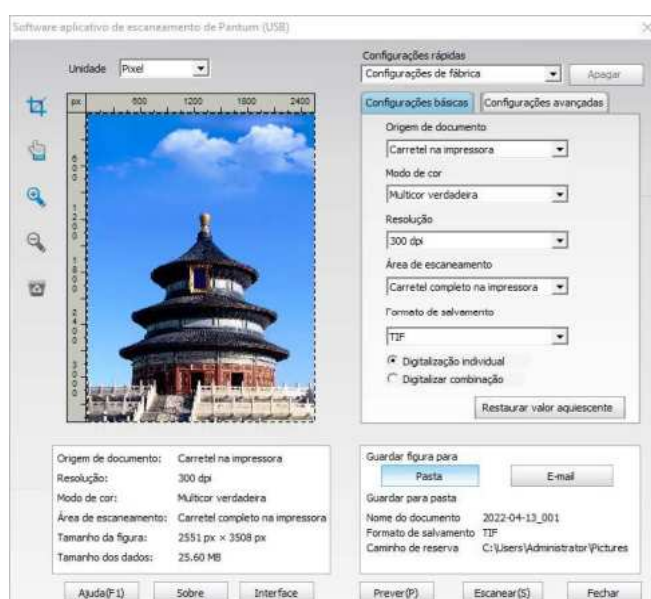 Software aplicativo de escaneamento de Pantum (USB)
Unidade Pixel
px 600 1200 1800 2400
600
1200
1800
2400
3000
Configurações rápidas
Configurações de fábrica Apagar
Configurações básicas Configurações avançadas
Origem de documento
Carretel na impressora
Modo de cor
Multicor verdadeira
Resolução
300 dpi
Área de escaneamento
Carretel completo na impressora
Formato de salvamento
TIF
Digitalização individual
Digitalizar combinação
Restaurar valor aquiescente
Origem de documento: Carretel na impressora
Resolução: 300 dpi
Modo de cor: Multicor verdadeira
Área de escaneamento: Carretel completo na impressora
Tamanho da figura: 2551 px × 3508 px
Tamanho dos dados: 25.60 MB
Guardar figura para
Pasta E-mail
Guardar para pasta
Nome do documento 2022-04-13_001
Formato de salvamento TIF
Caminho de reserva C:\Users\Administrator\Pictures
Ajuda(F1) Sobre Interface Prever(P) Escanear(S) Fechar